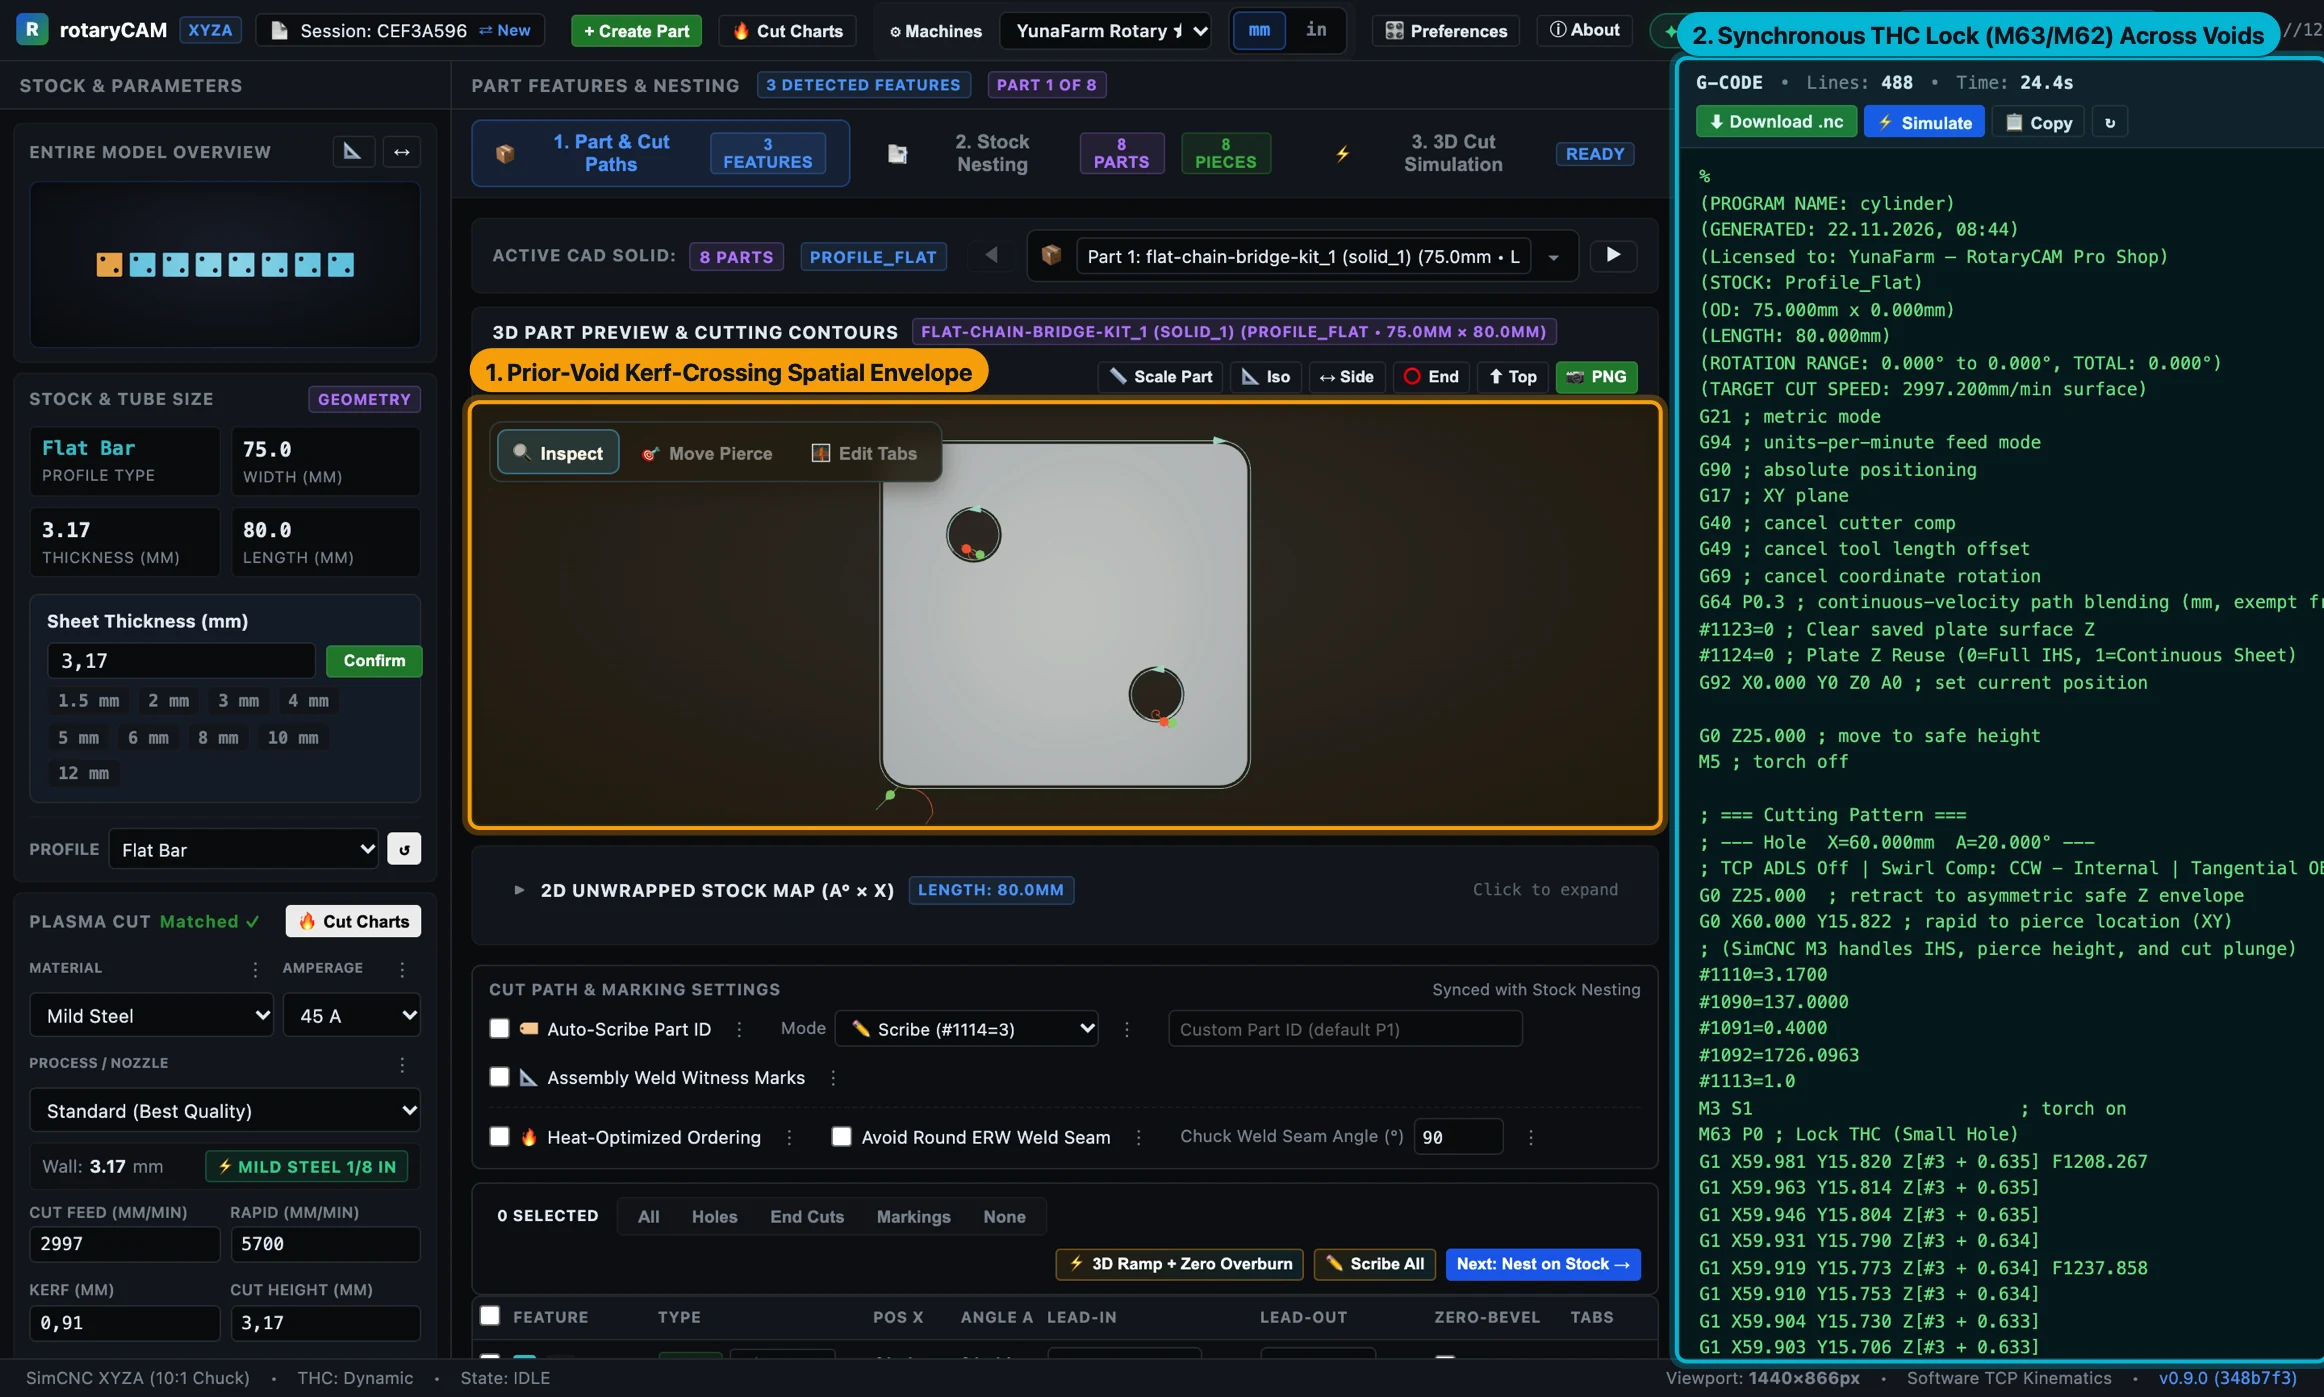 R rotaryCAM XYZA Session: CEF3A596 ⇄ New + Create Part Cut Charts Machines YunaFarm Rotary mm in Preferences ⓘ About
2. Synchronous THC Lock (M63/M62) Across Voids //12
STOCK & PARAMETERS
PART FEATURES & NESTING 3 DETECTED FEATURES PART 1 OF 8
ENTIRE MODEL OVERVIEW ↔
1. Part & Cut Paths 3 FEATURES
2. Stock Nesting 8 PARTS 8 PIECES
3. 3D Cut Simulation READY
ACTIVE CAD SOLID: 8 PARTS PROFILE_FLAT ◀ Part 1: flat-chain-bridge-kit_1 (solid_1) (75.0mm • L ▶
3D PART PREVIEW & CUTTING CONTOURS FLAT-CHAIN-BRIDGE-KIT_1 (SOLID_1) (PROFILE_FLAT • 75.0MM × 80.0MM)
1. Prior-Void Kerf-Crossing Spatial Envelope
Scale Part Iso ↔ Side End ⬆ Top PNG
Inspect Move Pierce Edit Tabs
STOCK & TUBE SIZE GEOMETRY
Flat Bar
PROFILE TYPE
75.0
WIDTH (MM)
3.17
THICKNESS (MM)
80.0
LENGTH (MM)
Sheet Thickness (mm)
3,17 Confirm
1.5 mm 2 mm 3 mm 4 mm
5 mm 6 mm 8 mm 10 mm
12 mm
PROFILE Flat Bar ↺
▶ 2D UNWRAPPED STOCK MAP (A° × X) LENGTH: 80.0MM Click to expand
PLASMA CUT Matched ✓ Cut Charts
MATERIAL ⋮ AMPERAGE ⋮
Mild Steel 45 A
PROCESS / NOZZLE ⋮
Standard (Best Quality)
Wall: 3.17 mm ⚡ MILD STEEL 1/8 IN
CUT FEED (MM/MIN) RAPID (MM/MIN)
2997 5700
KERF (MM) CUT HEIGHT (MM)
0,91 3,17
CUT PATH & MARKING SETTINGS Synced with Stock Nesting
Auto-Scribe Part ID ⋮ Mode Scribe (#1114=3) ⋮ Custom Part ID (default P1)
Assembly Weld Witness Marks ⋮
Heat-Optimized Ordering ⋮ Avoid Round ERW Weld Seam ⋮ Chuck Weld Seam Angle (°) 90 ⋮
0 SELECTED All Holes End Cuts Markings None
⚡ 3D Ramp + Zero Overburn Scribe All Next: Nest on Stock →
FEATURE TYPE POS X ANGLE A LEAD-IN LEAD-OUT ZERO-BEVEL TABS
G-CODE • Lines: 488 • Time: 24.4s
⬇ Download .nc ⚡ Simulate Copy ↻
%
(PROGRAM NAME: cylinder)
(GENERATED: 22.11.2026, 08:44)
(Licensed to: YunaFarm — RotaryCAM Pro Shop)
(STOCK: Profile_Flat)
(OD: 75.000mm x 0.000mm)
(LENGTH: 80.000mm)
(ROTATION RANGE: 0.000° to 0.000°, TOTAL: 0.000°)
(TARGET CUT SPEED: 2997.200mm/min surface)
G21 ; metric mode
G94 ; units-per-minute feed mode
G90 ; absolute positioning
G17 ; XY plane
G40 ; cancel cutter comp
G49 ; cancel tool length offset
G69 ; cancel coordinate rotation
G64 P0.3 ; continuous-velocity path blending (mm, exempt fr
#1123=0 ; Clear saved plate surface Z
#1124=0 ; Plate Z Reuse (0=Full IHS, 1=Continuous Sheet)
G92 X0.000 Y0 Z0 A0 ; set current position
G0 Z25.000 ; move to safe height
M5 ; torch off
; === Cutting Pattern ===
; --- Hole X=60.000mm A=20.000° ---
; TCP ADLS Off | Swirl Comp: CCW - Internal | Tangential OB
G0 Z25.000 ; retract to asymmetric safe Z envelope
G0 X60.000 Y15.822 ; rapid to pierce location (XY)
; (SimCNC M3 handles IHS, pierce height, and cut plunge)
#1110=3.1700
#1090=137.0000
#1091=0.4000
#1092=1726.0963
#1113=1.0
M3 S1 ; torch on
M63 P0 ; Lock THC (Small Hole)
G1 X59.981 Y15.820 Z[#3 + 0.635] F1208.267
G1 X59.963 Y15.814 Z[#3 + 0.635]
G1 X59.946 Y15.804 Z[#3 + 0.635]
G1 X59.931 Y15.790 Z[#3 + 0.634]
G1 X59.919 Y15.773 Z[#3 + 0.634] F1237.858
G1 X59.910 Y15.753 Z[#3 + 0.634]
G1 X59.904 Y15.730 Z[#3 + 0.633]
G1 X59.903 Y15.706 Z[#3 + 0.633]
SimCNC XYZA (10:1 Chuck) • THC: Dynamic • State: IDLE Viewport: 1440×866px • Software TCP Kinematics • v0.9.0 (348b7f3)